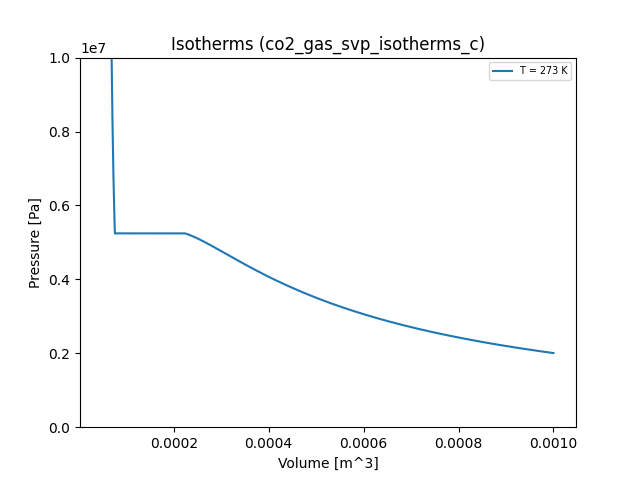 Isotherms (co2_gas_svp_isotherms_c)
1e7
T = 273 K
1.0
0.8
0.6
0.4
0.2
0.0
Pressure [Pa]
0.0002 0.0004 0.0006 0.0008 0.0010
Volume [m^3]